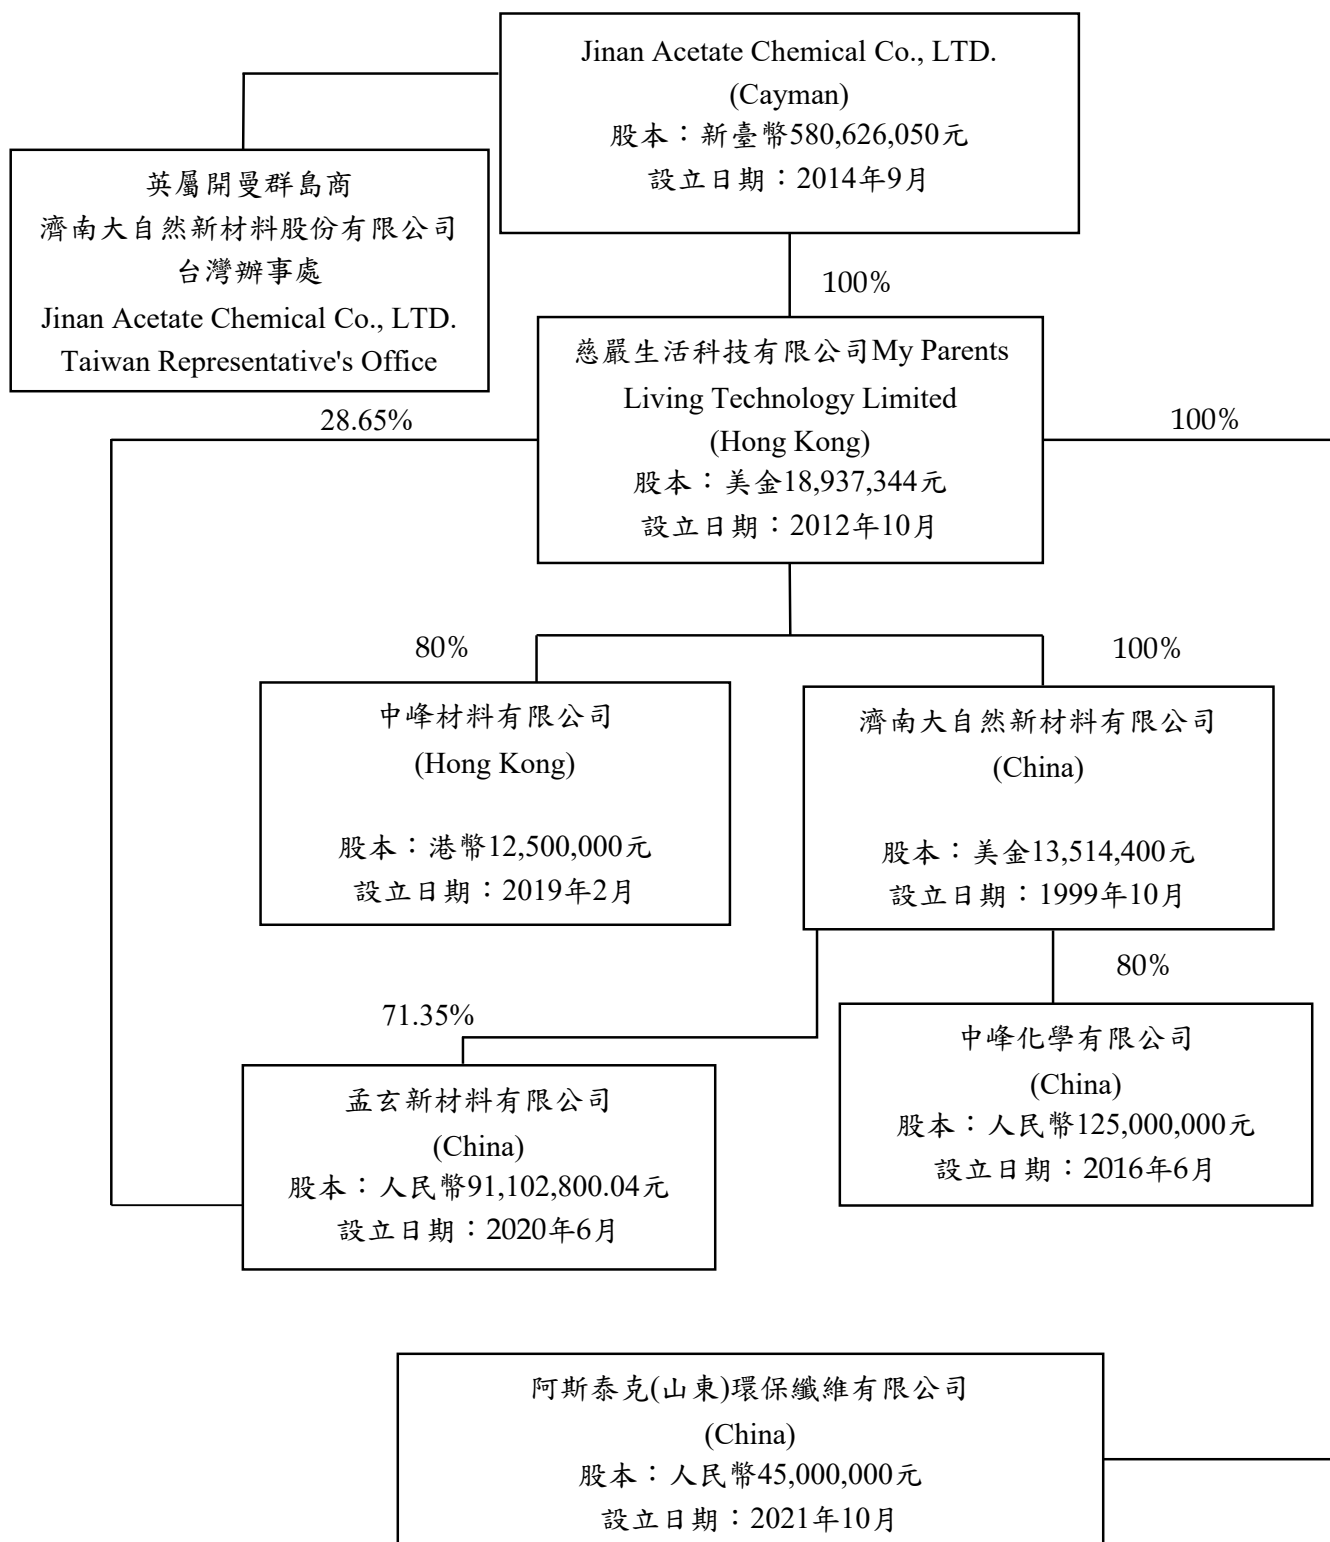 Jinan Acetate Chemical Co., LTD.
(Cayman)
股本：新臺幣580,626,050元
設立日期：2014年9月
英屬開曼群島商
濟南大自然新材料股份有限公司
台灣辦事處
Jinan Acetate Chemical Co., LTD.
Taiwan Representative's Office
100%
慈嚴生活科技有限公司My Parents
Living Technology Limited
(Hong Kong)
股本：美金18,937,344元
設立日期：2012年10月
28.65%
100%
80%
100%
中峰材料有限公司
(Hong Kong)
股本：港幣12,500,000元
設立日期：2019年2月
濟南大自然新材料有限公司
(China)
股本：美金13,514,400元
設立日期：1999年10月
80%
71.35%
中峰化學有限公司
(China)
股本：人民幣125,000,000元
設立日期：2016年6月
孟玄新材料有限公司
(China)
股本：人民幣91,102,800.04元
設立日期：2020年6月
阿斯泰克(山東)環保纖維有限公司
(China)
股本：人民幣45,000,000元
設立日期：2021年10月